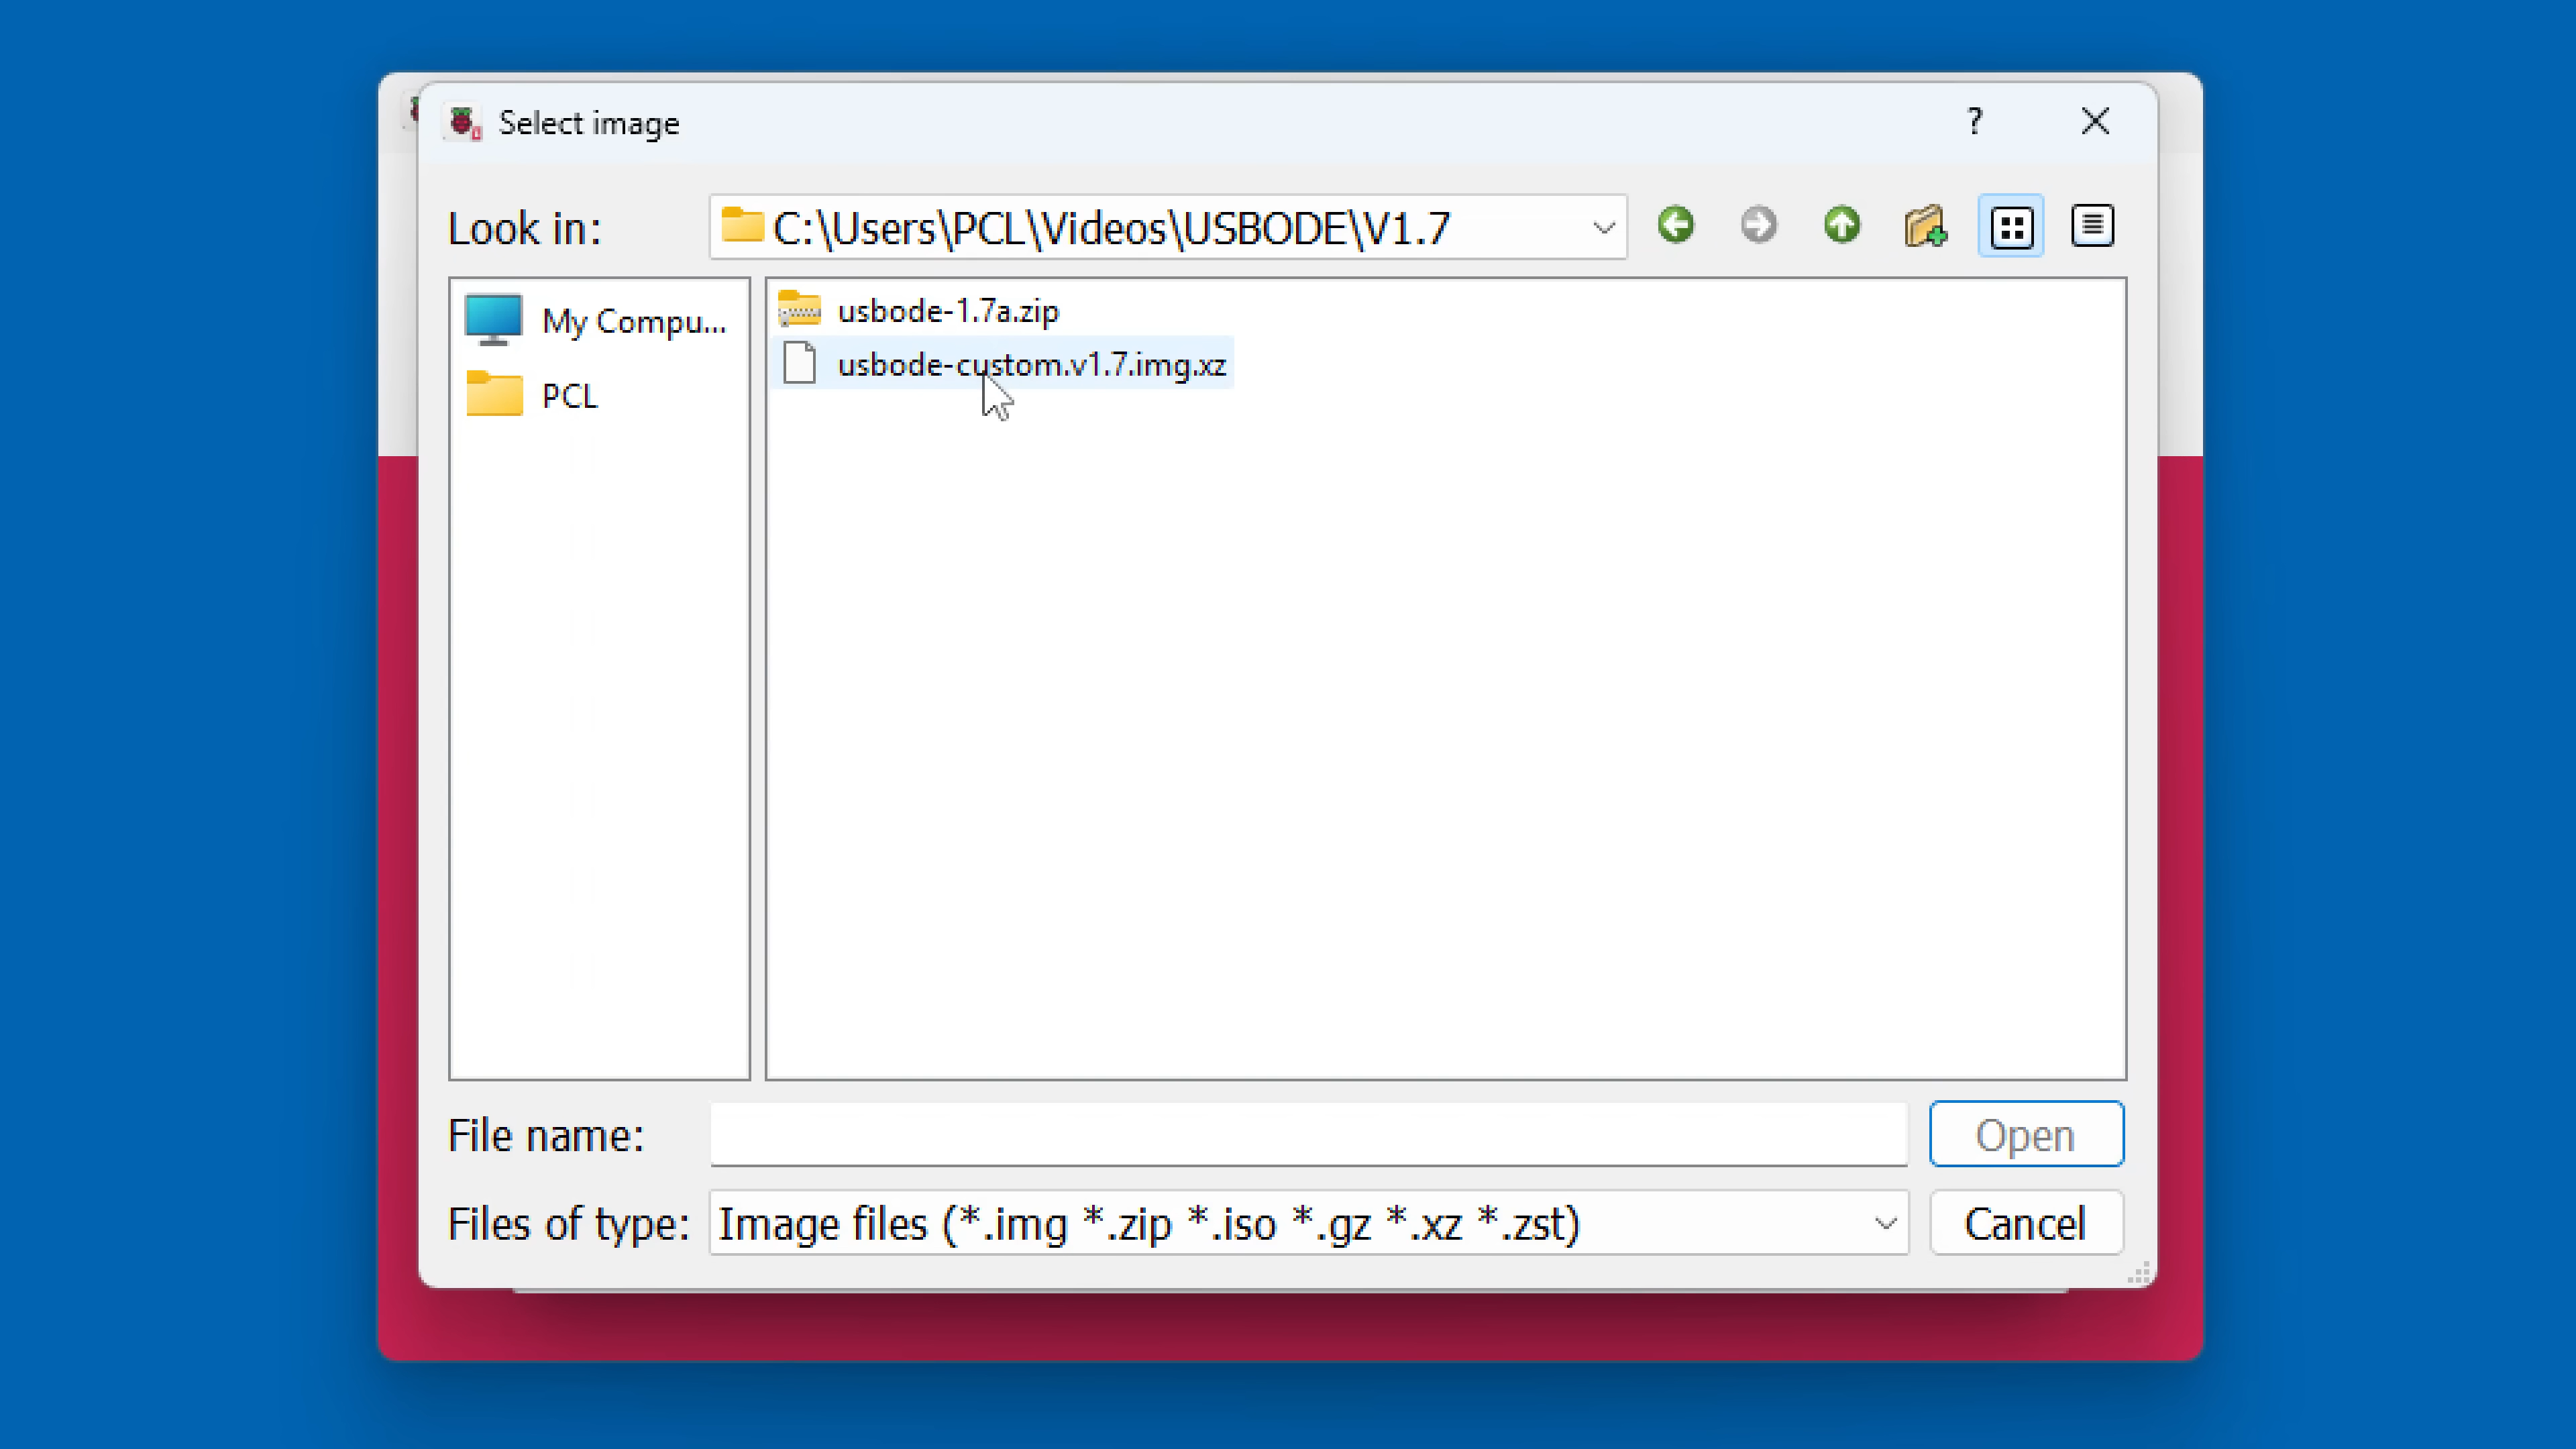 Select image
?
Look in:
C:\Users\PCL\Videos\USBODE\V1.7
My Compu...
PCL
usbode-1.7a.zip
usbode-custom.v1.7.img.xz
File name:
Open
Files of type:
Image files (*.img *.zip *.iso *.gz *.xz *.zst)
Cancel